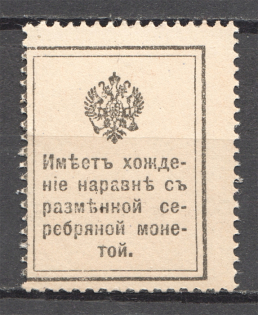 Имѣетъ хожде-
ніе наравнѣ съ
размѣнной се-
ребряной моне-
той.